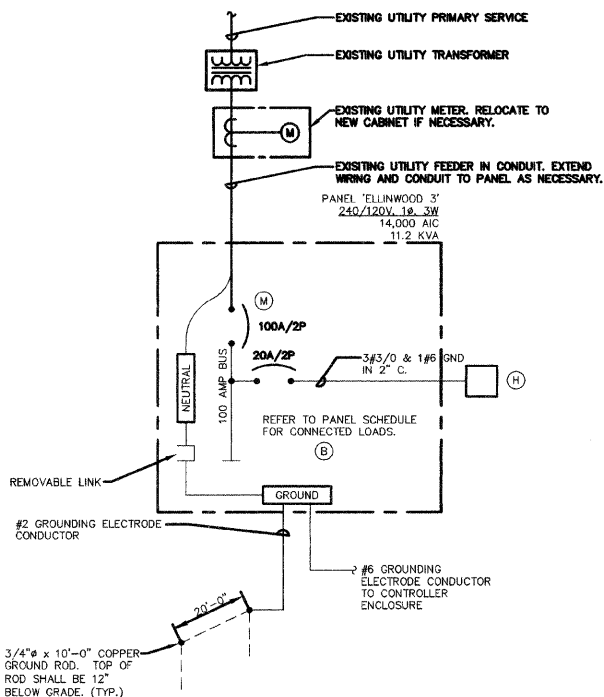 EXISTING UTILITY PRIMARY SERVICE
EXISTING UTILITY TRANSFORMER
EXISTING UTILITY METER. RELOCATE TO
NEW CABINET IF NECESSARY.
M
EXISITING UTILITY FEEDER IN CONDUIT. EXTEND
WIRING AND CONDUIT TO PANEL AS NECESSARY.
PANEL 'ELLINWOOD 3'
240/120V, 1ø, 3W
14,000 AIC
11.2 KVA
M
100A/2P
20A/2P
3#3/0 & 1#6 GND
IN 2" C.
H
NEUTRAL
100 AMP BUS
REFER TO PANEL SCHEDULE
FOR CONNECTED LOADS.
B
REMOVABLE LINK
GROUND
#2 GROUNDING ELECTRODE
CONDUCTOR
#6 GROUNDING
ELECTRODE CONDUCTOR
TO CONTROLLER
ENCLOSURE
20'-0"
3/4"ø x 10'-0" COPPER
GROUND ROD. TOP OF
ROD SHALL BE 12"
BELOW GRADE. (TYP.)